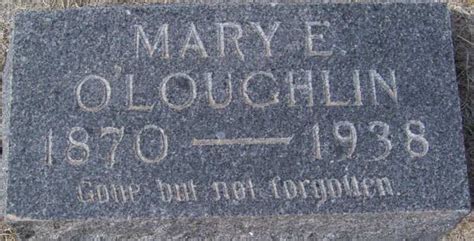 MARY E.
O'LOUGHLIN
1870 — 1938
Gone but not forgotten.